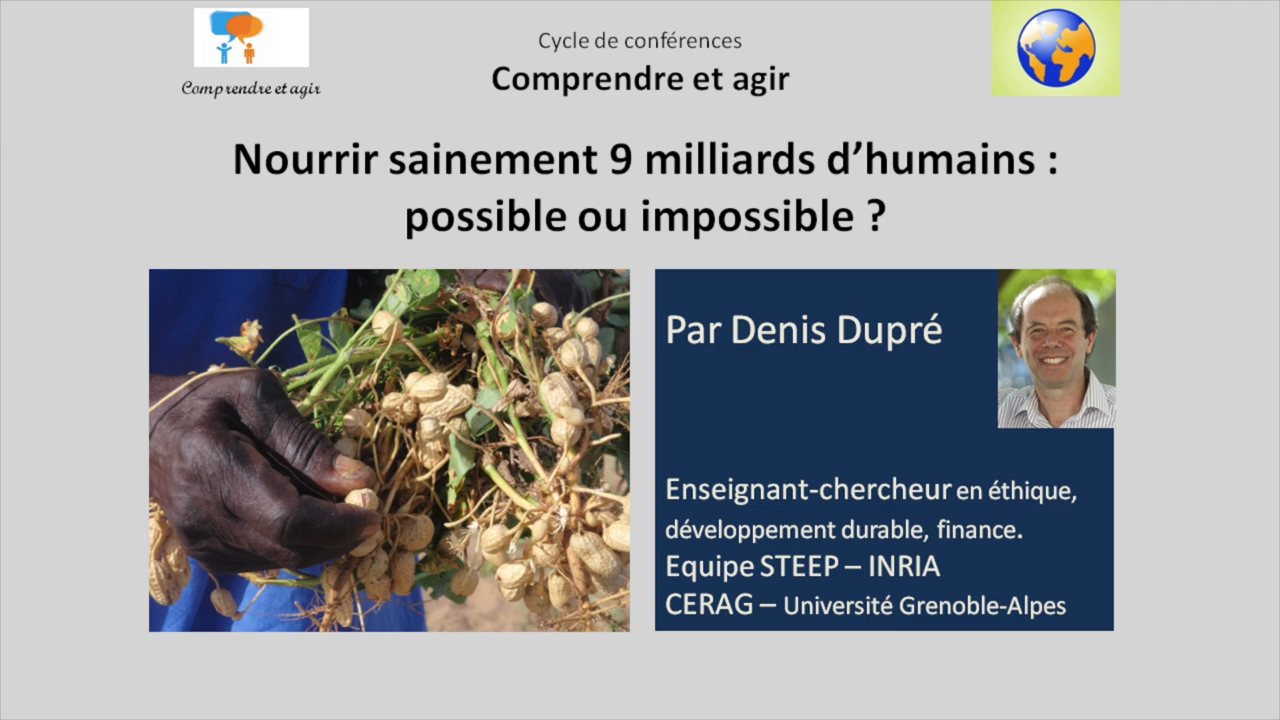 Comprendre et agir
Cycle de conférences
Comprendre et agir
Nourrir sainement 9 milliards d’humains :
possible ou impossible ?
Par Denis Dupré
Enseignant-chercheur en éthique,
développement durable, finance.
Equipe STEEP – INRIA
CERAG – Université Grenoble-Alpes